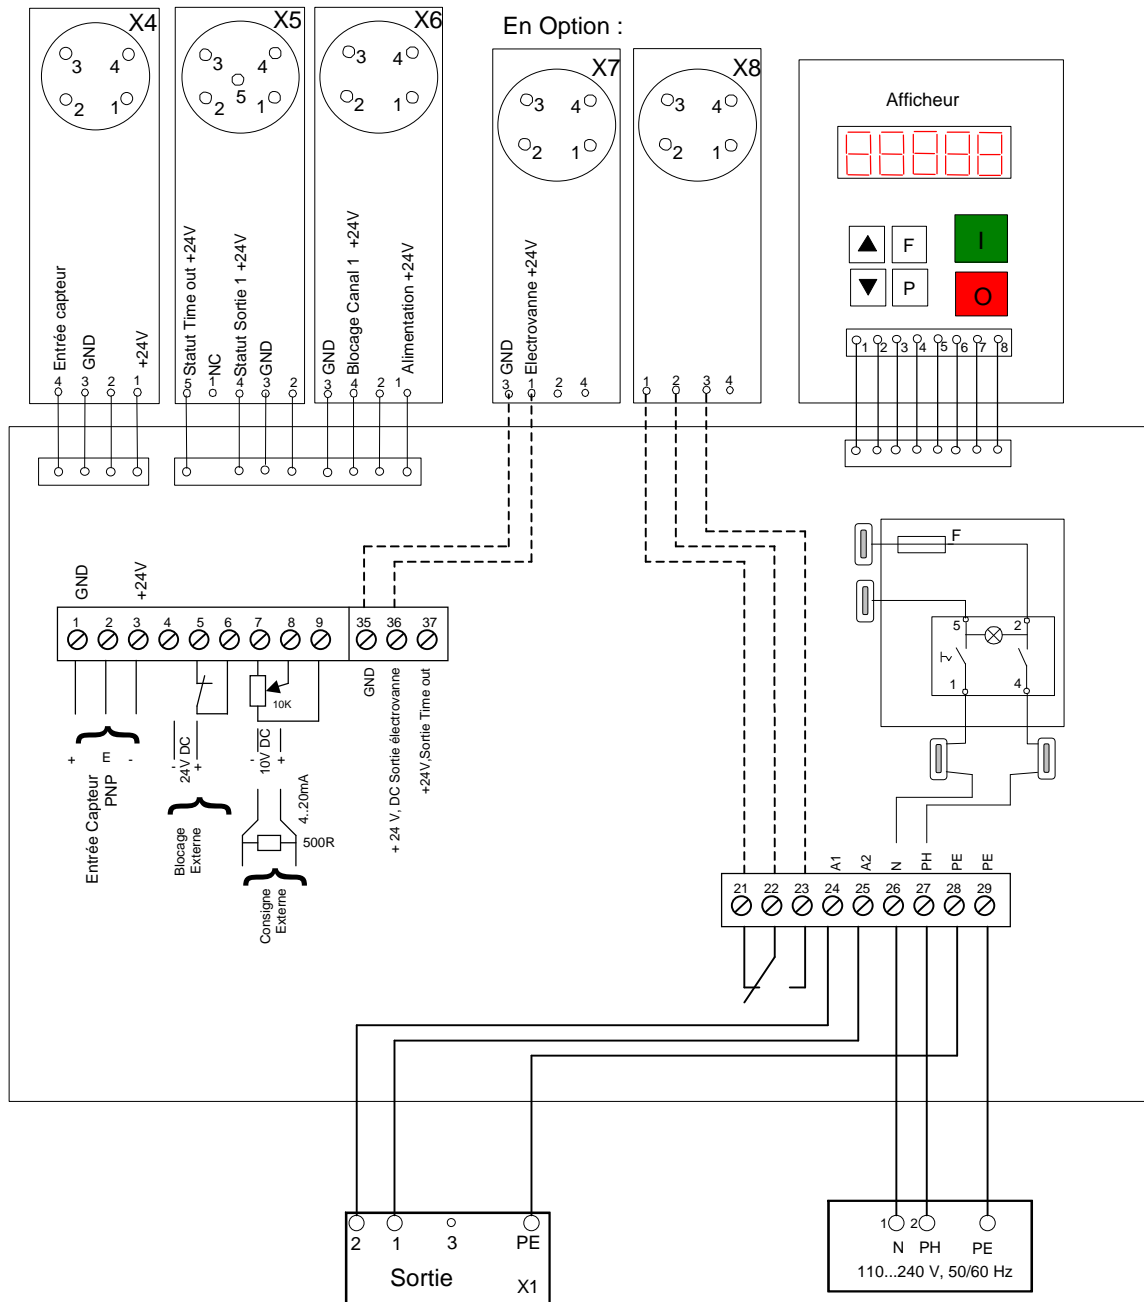 En Option :
X4
X5
X6
X7
X8
3 4
2 1
3 4
5
2 1
3 4
2 1
3 4
2 1
3 4
2 1
Afficheur
F
P
I
O
Entrée capteur
GND
+24V
4 3 2 1
Statut Time out +24V
NC
Statut Sortie 1 +24V
GND
5 1 4 3 2
GND
Blocage Canal 1 +24V
Alimentation +24V
3 4 2 1
GND
Electrovanne +24V
3 1 2 4
1 2 3 4
1 2 3 4 5 6 7 8
F
5 2
1 4
GND
+24V
1 2 3 4 5 6 7 8 9 35 36 37
10K
GND
+ 24 V, DC Sortie électrovanne
+24V,Sortie Time out
+ E -
Entrée Capteur
PNP
- +
24V DC
Blocage
Externe
- +
10V DC
4..20mA
500R
Consigne
Externe
A1 A2 N PH PE PE
21 22 23 24 25 26 27 28 29
2 1 3 PE
Sortie
X1
1 2
N PH PE
110...240 V, 50/60 Hz